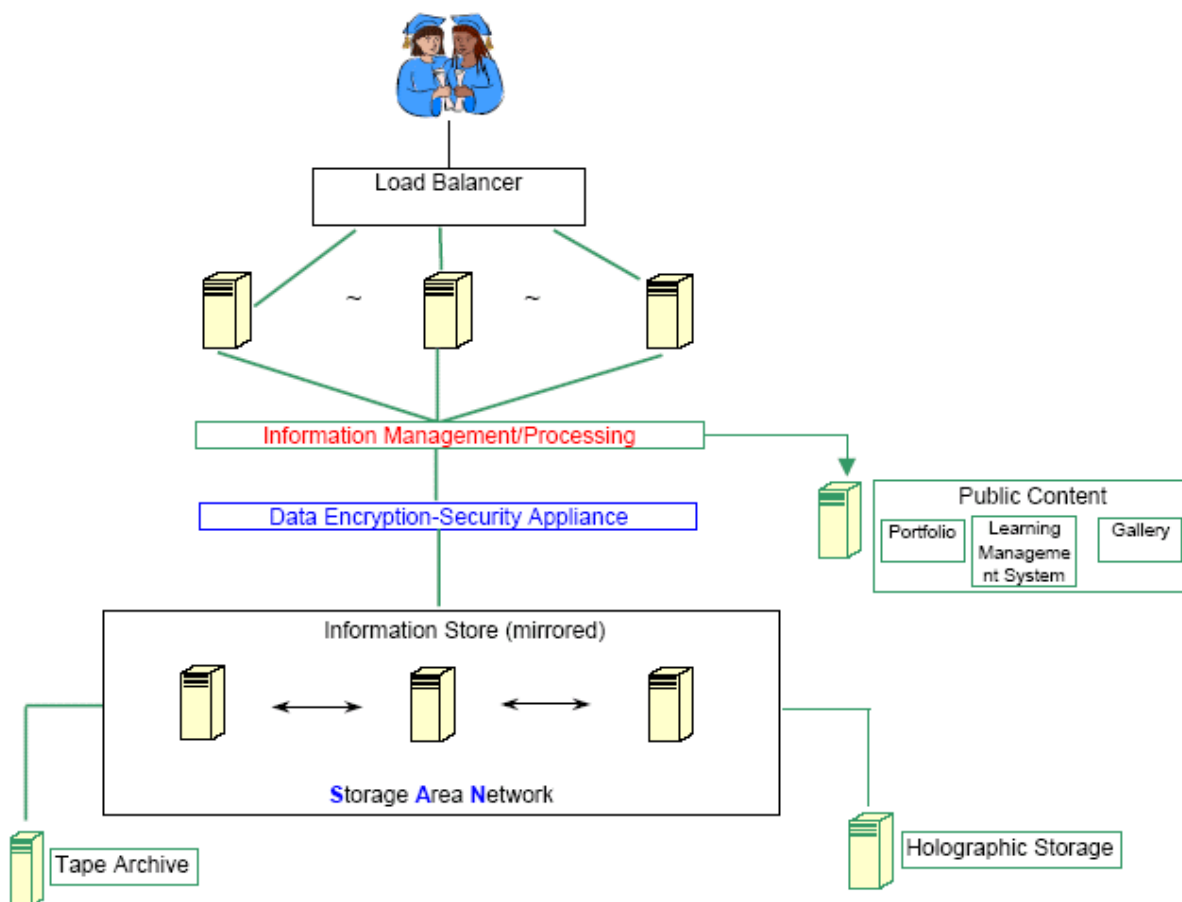 Load Balancer
~ ~
Information Management/Processing
Public Content
Portfolio
Learning
Manageme
nt System
Gallery
Data Encryption-Security Appliance
Information Store (mirrored)
Storage Area Network
Tape Archive
Holographic Storage